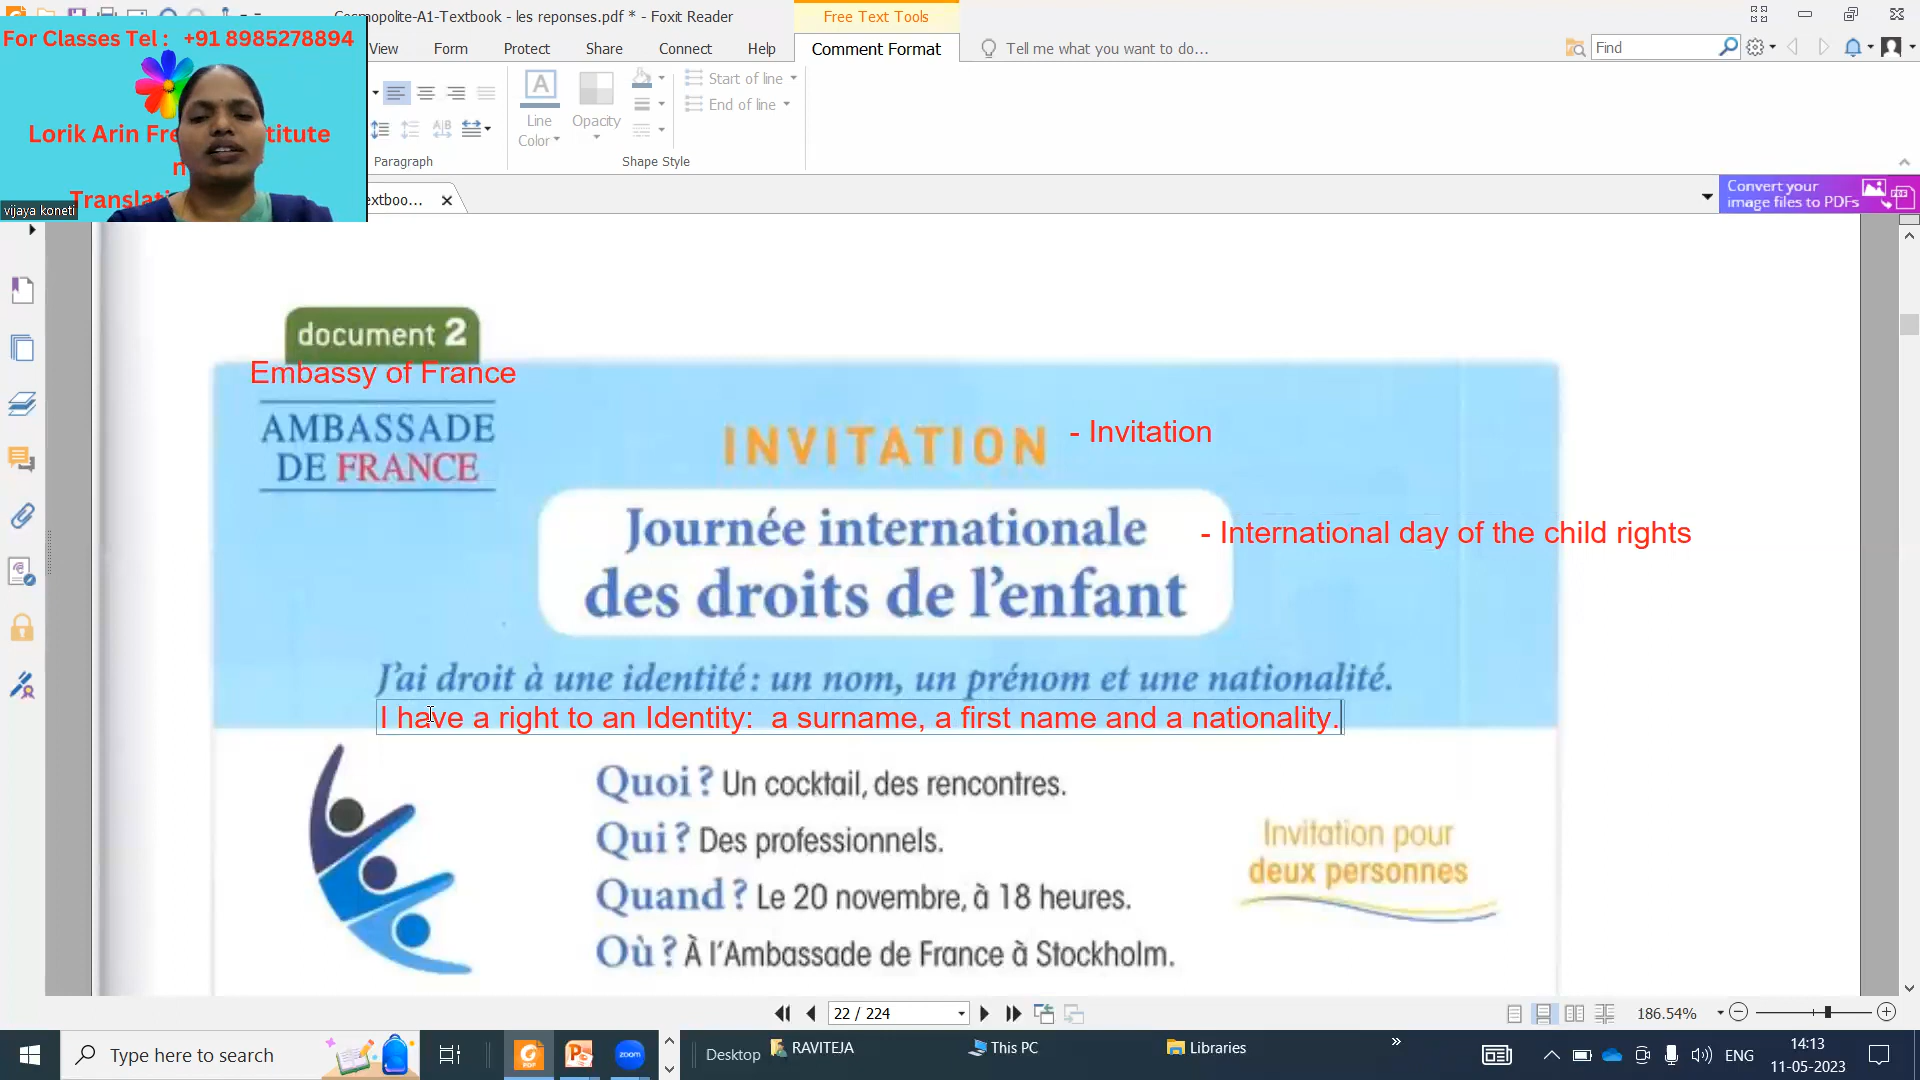 Cosmopolite-A1-Textbook - les reponses.pdf * - Foxit Reader
Free Text Tools
For Classes Tel : +91 8985278894
View Form Protect Share Connect Help Comment Format Tell me what you want to do... Find
Start of line
End of line
Line Color
Opacity
Lorik Arin
Paragraph
Shape Style
vijaya koneti
extboo...
Convert your
image files to PDFs
document 2
Embassy of France
AMBASSADE
DE FRANCE
INVITATION - Invitation
Journée internationale
des droits de l'enfant
- International day of the child rights
J'ai droit à une identité : un nom, un prénom et une nationalité.
I have a right to an Identity: a surname, a first name and a nationality.
Quoi ? Un cocktail, des rencontres.
Qui ? Des professionnels.
Quand ? Le 20 novembre, à 18 heures.
Où ? À l'Ambassade de France à Stockholm.
Invitation pour
deux personnes
22 / 224
186.54%
Type here to search
Desktop
RAVITEJA
This PC
Libraries
ENG
14:13
11-05-2023